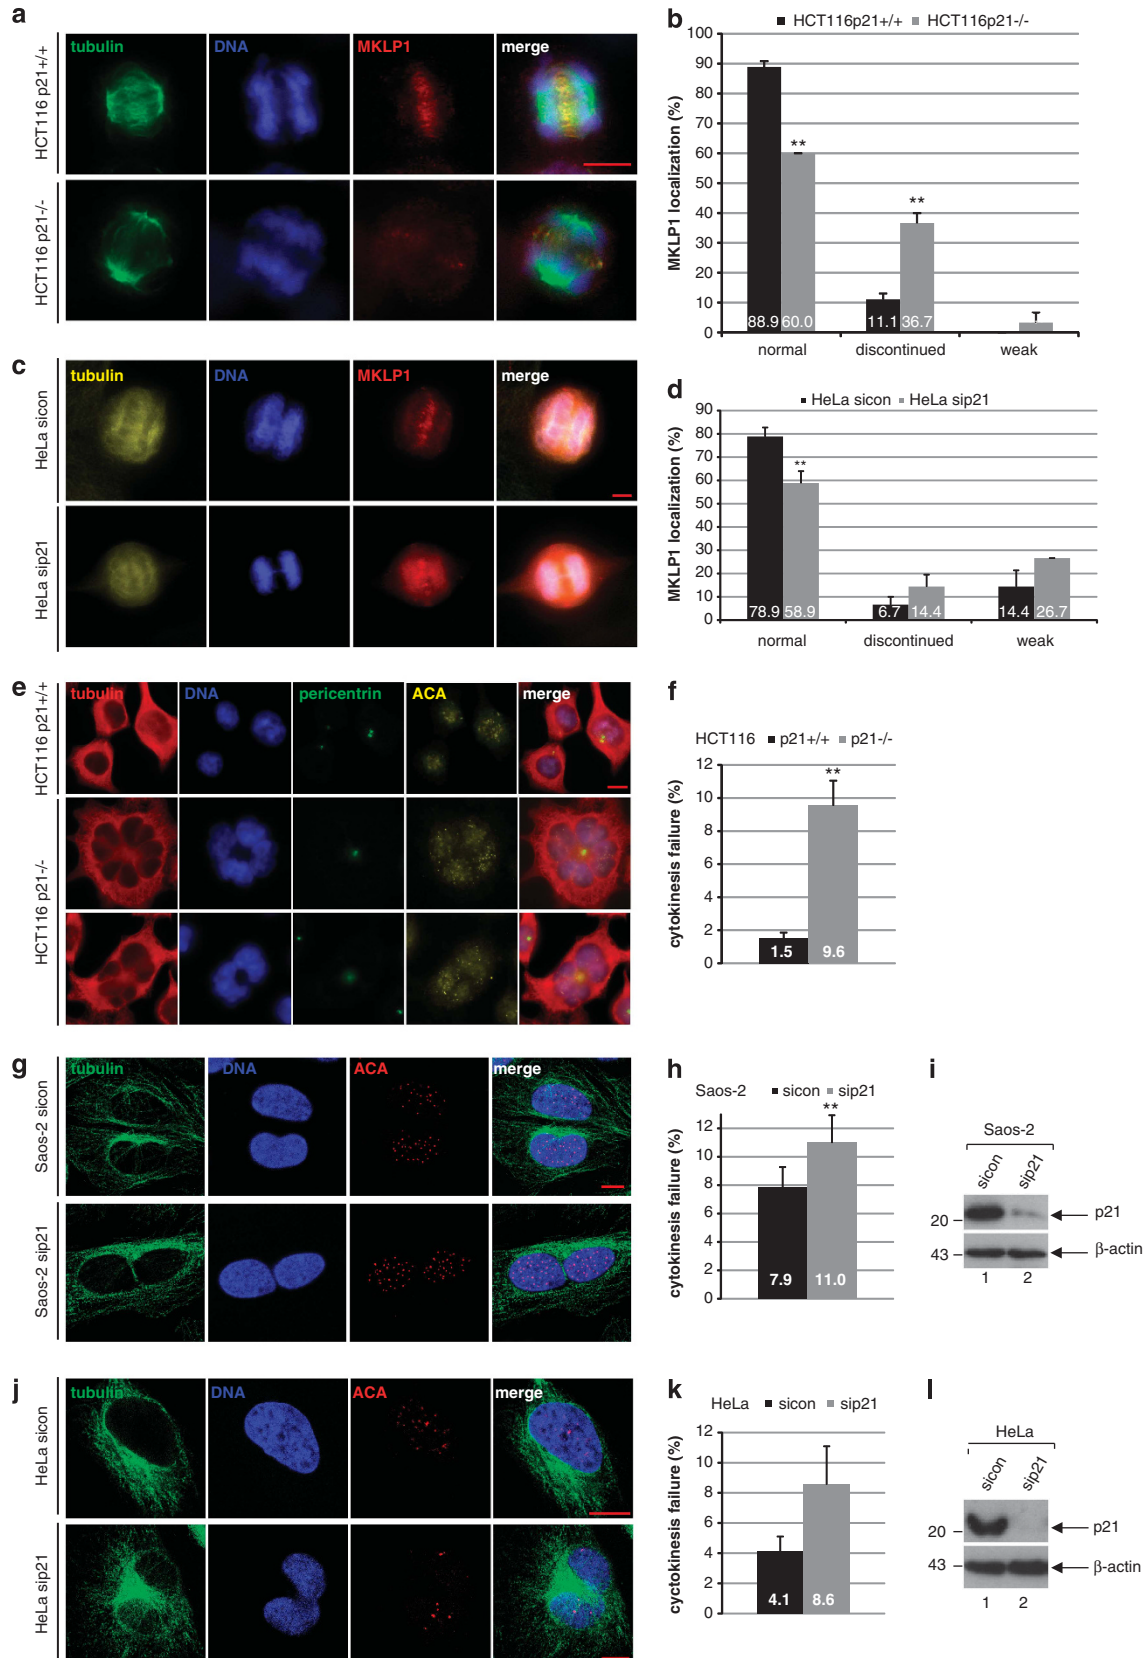 a
HCT116 p21+/+
HCT116 p21-/-
tubulin
DNA
MKLP1
merge
b
■ HCT116p21+/+ ■ HCT116p21-/-
MKLP1 localization (%)
100
90
80
70
60
50
40
30
20
10
0
**
**
88.9 60.0
11.1 36.7
normal
discontinued
weak
c
HeLa sicon
HeLa sip21
tubulin
DNA
MKLP1
merge
d
■ HeLa sicon ■ HeLa sip21
MKLP1 localization (%)
90
80
70
60
50
40
30
20
10
0
**
78.9 58.9
6.7 14.4
14.4 26.7
normal
discontinued
weak
e
HCT116 p21+/+
HCT116 p21-/-
tubulin
DNA
pericentrin
ACA
merge
f
HCT116 ■ p21+/+ ■ p21-/-
cytokinesis failure (%)
12
10
8
6
4
2
0
**
1.5
9.6
g
Saos-2 sicon
Saos-2 sip21
tubulin
DNA
ACA
merge
h
Saos-2 ■ sicon ■ sip21
cytokinesis failure (%)
12
10
8
6
4
2
0
**
7.9
11.0
i
Saos-2
sicon
sip21
20
p21
43
β-actin
1 2
j
HeLa sicon
HeLa sip21
tubulin
DNA
ACA
merge
k
HeLa ■ sicon ■ sip21
cyctokinesis failure (%)
12
10
8
6
4
2
0
4.1
8.6
l
HeLa
sicon
sip21
20
p21
43
β-actin
1 2